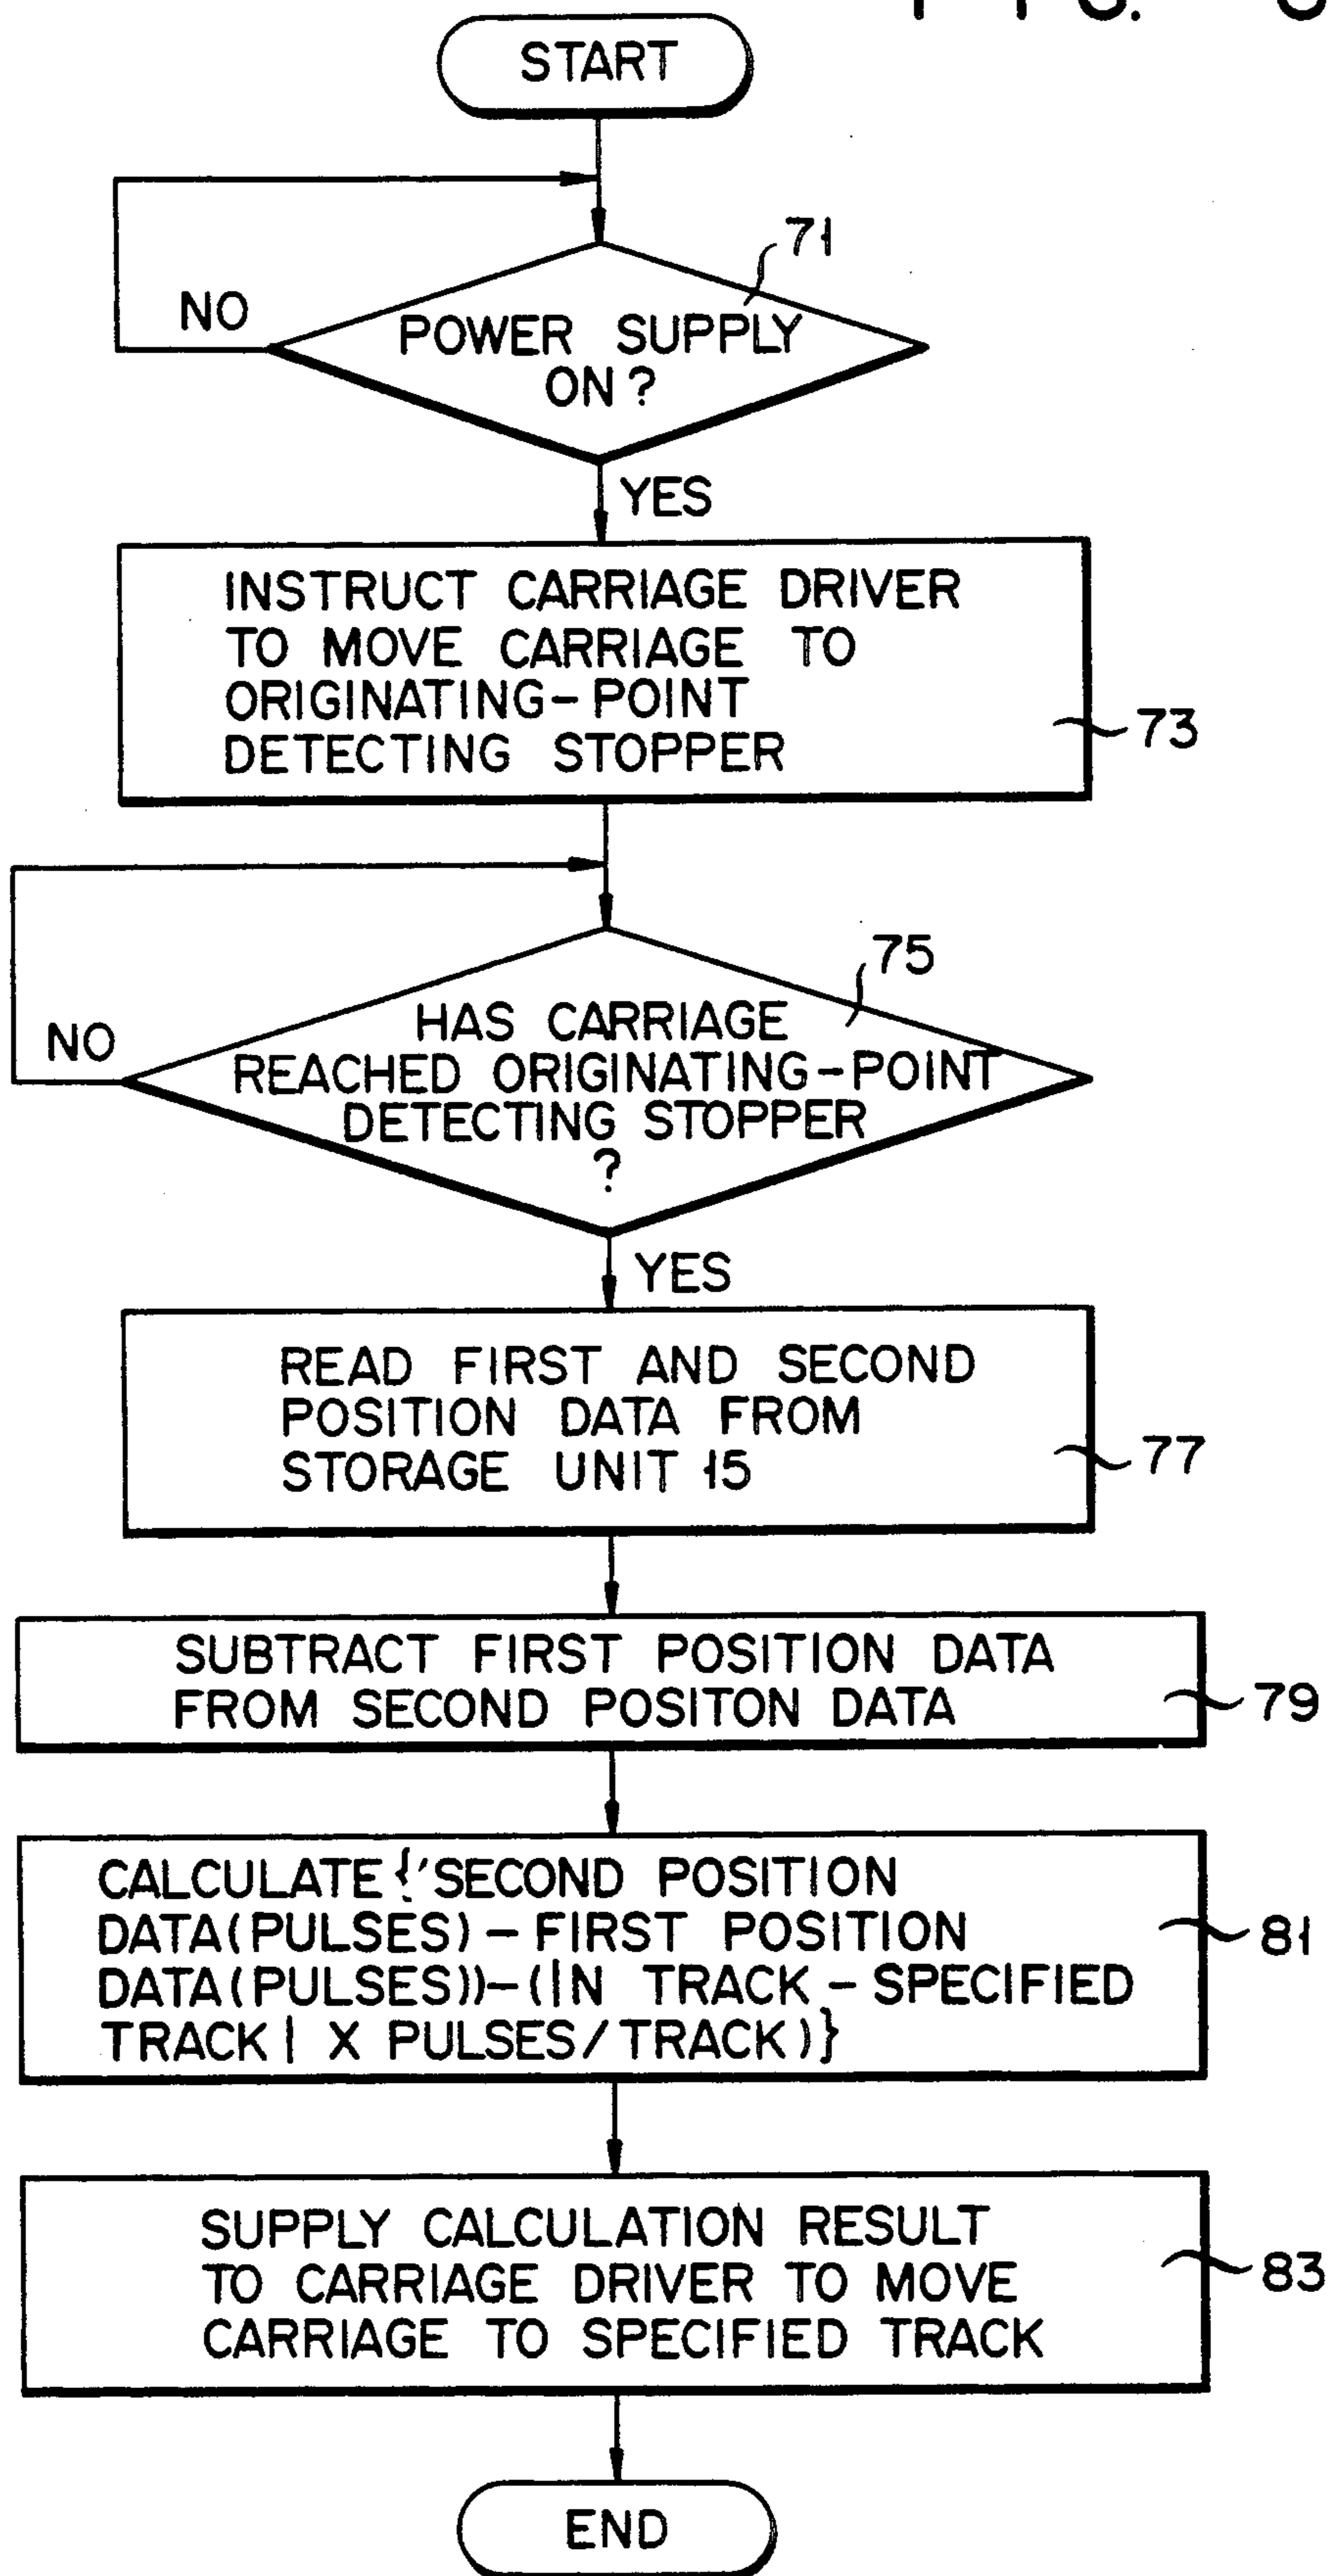 START
71
NO
POWER SUPPLY
ON?
YES
INSTRUCT CARRIAGE DRIVER
TO MOVE CARRIAGE TO
ORIGINATING-POINT
DETECTING STOPPER
73
75
HAS CARRIAGE
NO
REACHED ORIGINATING-POINT
DETECTING STOPPER
?
YES
READ FIRST AND SECOND
POSITION DATA FROM
STORAGE UNIT 15
77
SUBTRACT FIRST POSITION DATA
FROM SECOND POSITON DATA
79
CALCULATE {'SECOND POSITION
DATA(PULSES)-FIRST POSITION
DATA(PULSES))-(|N TRACK-SPECIFIED
TRACK| X PULSES/TRACK)}
81
SUPPLY CALCULATION RESULT
TO CARRIAGE DRIVER TO MOVE
CARRIAGE TO SPECIFIED TRACK
83
END